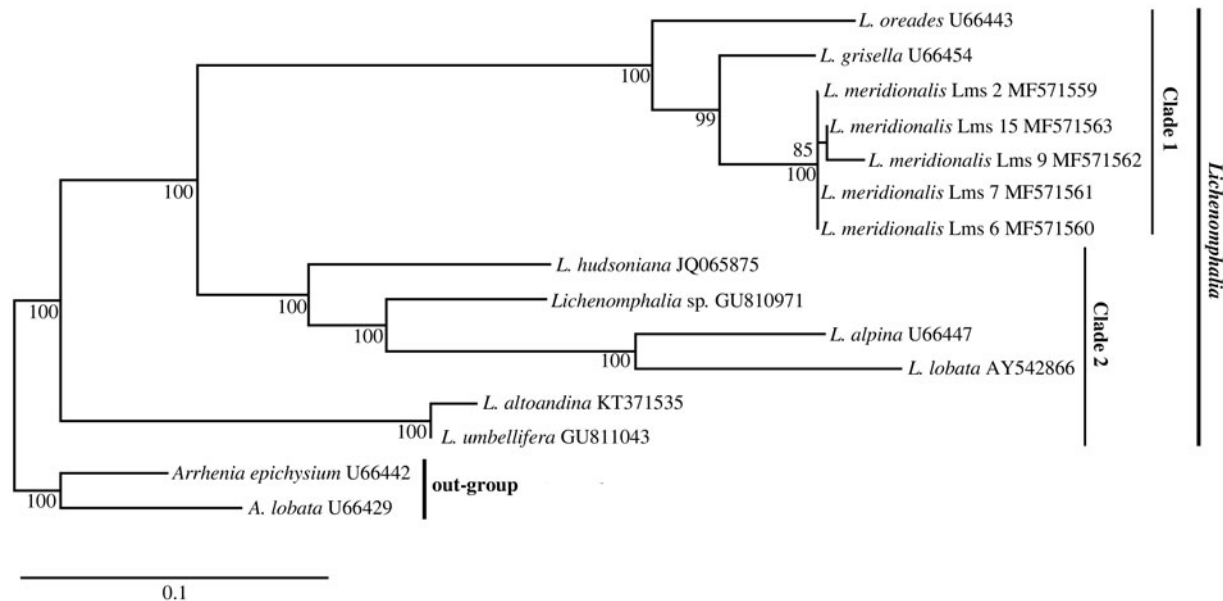 L. oreades U66443
100
L. grisella U66454
99
L. meridionalis Lms 2 MF571559
L. meridionalis Lms 15 MF571563
85
L. meridionalis Lms 9 MF571562
100
L. meridionalis Lms 7 MF571561
L. meridionalis Lms 6 MF571560
Clade 1
100
L. hudsoniana JQ065875
100
Lichenomphalia sp. GU810971
100
L. alpina U66447
100
L. lobata AY542866
100
L. altoandina KT371535
100
L. umbellifera GU811043
Clade 2
Lichenomphalia
Arrhenia epichysium U66442
100
A. lobata U66429
out-group
0.1